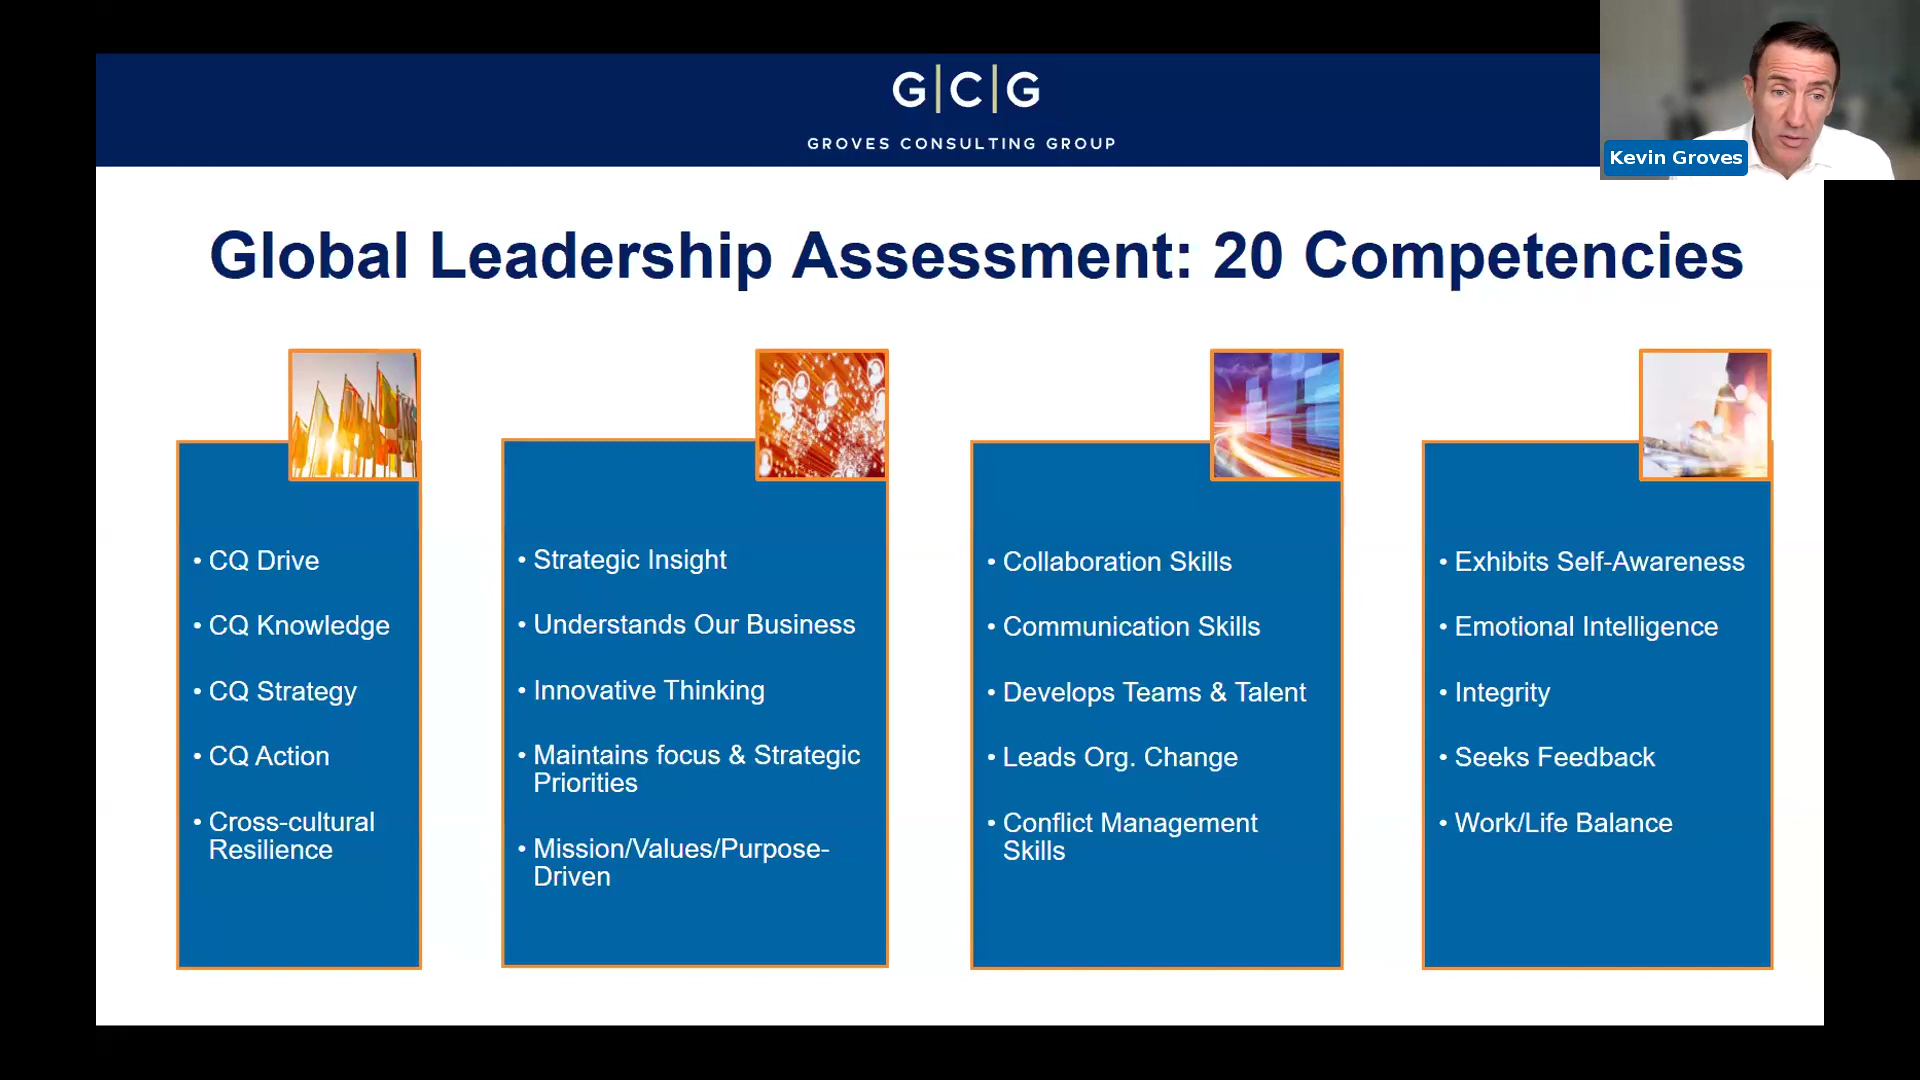 G|C|G
GROVES CONSULTING GROUP
Kevin Groves
Global Leadership Assessment: 20 Competencies
• CQ Drive
• CQ Knowledge
• CQ Strategy
• CQ Action
• Cross-cultural
Resilience
• Strategic Insight
• Understands Our Business
• Innovative Thinking
• Maintains focus & Strategic
Priorities
• Mission/Values/Purpose-
Driven
• Collaboration Skills
• Communication Skills
• Develops Teams & Talent
• Leads Org. Change
• Conflict Management
Skills
• Exhibits Self-Awareness
• Emotional Intelligence
• Integrity
• Seeks Feedback
• Work/Life Balance